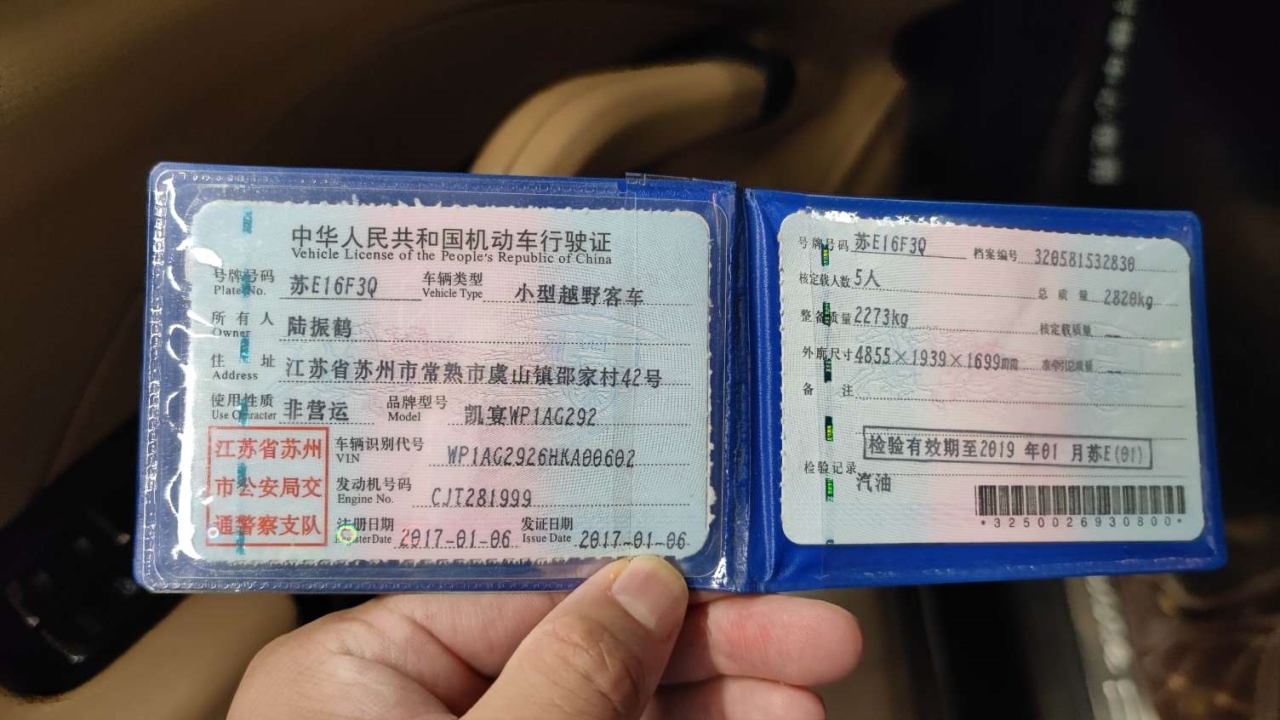 中华人民共和国机动车行驶证
Vehicle License of the People's Republic of China
号牌号码 苏E16F3Q 车辆类型 小型越野客车
Plate No. Vehicle Type
所有人 陆振鹤
Owner
住址 江苏省苏州市常熟市虞山镇邵家村42号
Address
使用性质 非营运 品牌型号 凯宴WP1AG292
Use Character Model
江苏省苏州
市公安局交
通警察支队
车辆识别代号 WP1AG2926HKA00602
VIN
发动机号码 CJT281999
Engine No.
注册日期 2017-01-06 发证日期 2017-01-06
Date Issue Date
号牌号码 苏E16F3Q 档案编号 320581532830
核定载人数 5人 总质量 2820kg
整备质量 2273kg 核定载质量 --
外廓尺寸 4855×1939×1699mm --
备注
检验有效期至2019年01月苏E(01)
检验记录
汽油
*3250026930800*